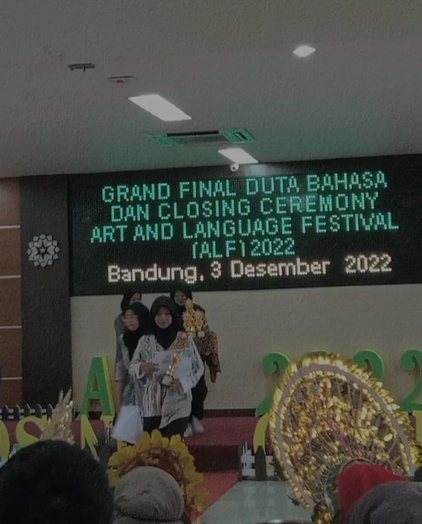 GRAND FINAL DUTA BAHASA
DAN CLOSING CEREMONY
ART AND LANGUAGE FESTIVAL
(ALF)2022
Bandung, 3 Desember 2022